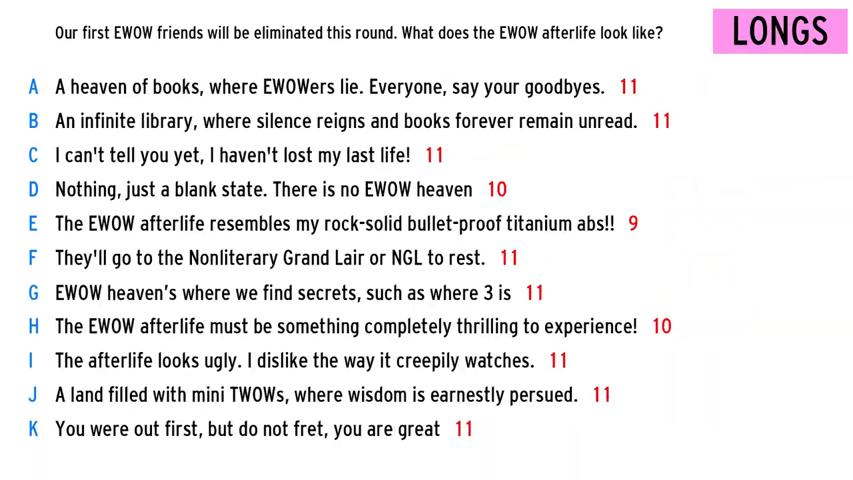 Our first EWOW friends will be eliminated this round. What does the EWOW afterlife look like?
LONGS
A A heaven of books, where EWOWers lie. Everyone, say your goodbyes. 11
B An infinite library, where silence reigns and books forever remain unread. 11
C I can't tell you yet, I haven't lost my last life! 11
D Nothing, just a blank state. There is no EWOW heaven 10
E The EWOW afterlife resembles my rock-solid bullet-proof titanium abs!! 9
F They'll go to the Nonliterary Grand Lair or NGL to rest. 11
G EWOW heaven's where we find secrets, such as where 3 is 11
H The EWOW afterlife must be something completely thrilling to experience! 10
I The afterlife looks ugly. I dislike the way it creepily watches. 11
J A land filled with mini TWOWs, where wisdom is earnestly persued. 11
K You were out first, but do not fret, you are great 11